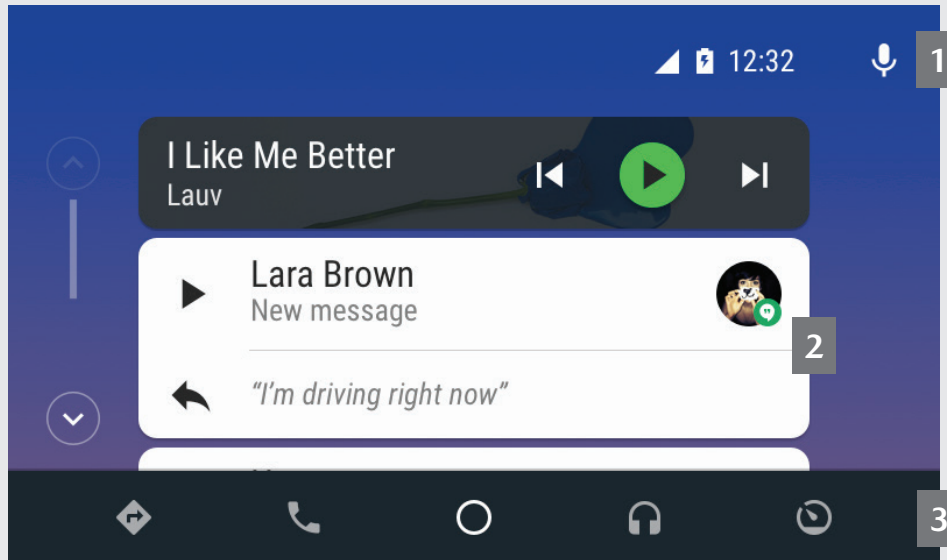 12:32
1
I Like Me Better
Lauv
Lara Brown
New message
2
“I’m driving right now”
3